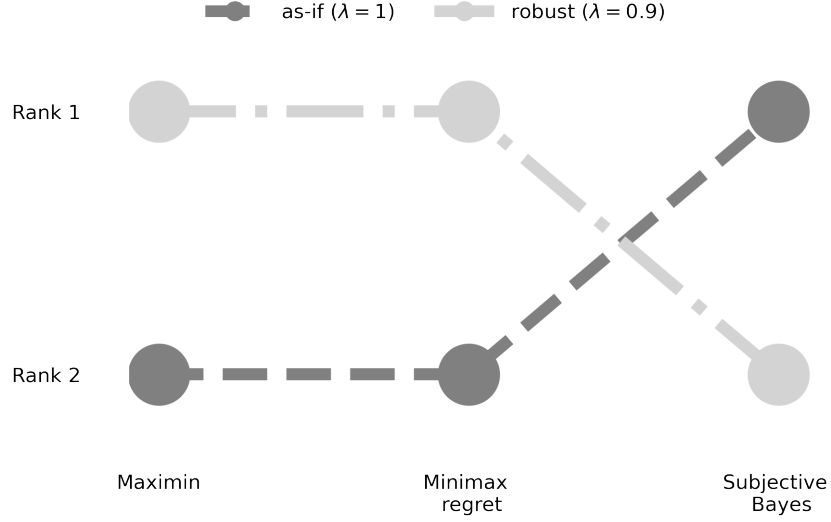 as-if (λ = 1) robust (λ = 0.9)
Rank 1
Rank 2
Maximin
Minimax
regret
Subjective
Bayes